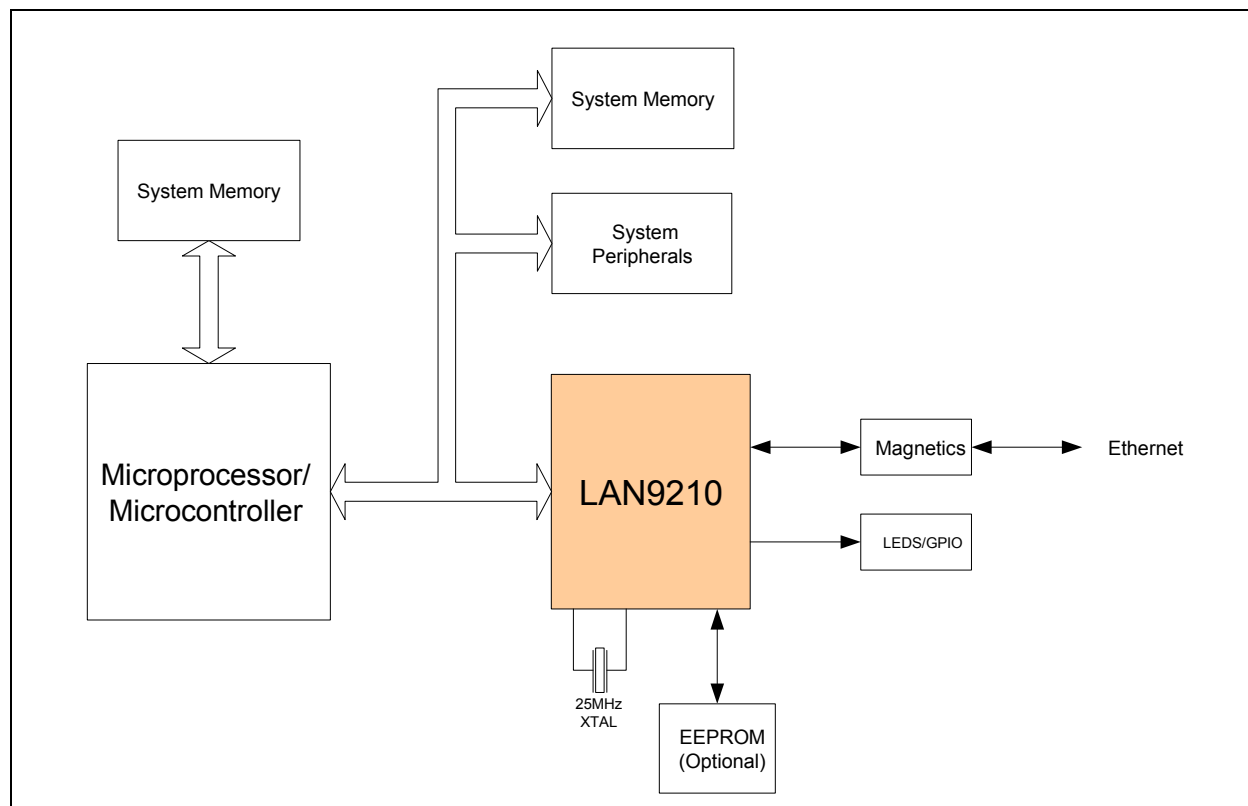 System Memory
System Memory
System
Peripherals
Microprocessor/
Microcontroller
LAN9210
Magnetics
Ethernet
LEDS/GPIO
25MHz
XTAL
EEPROM
(Optional)